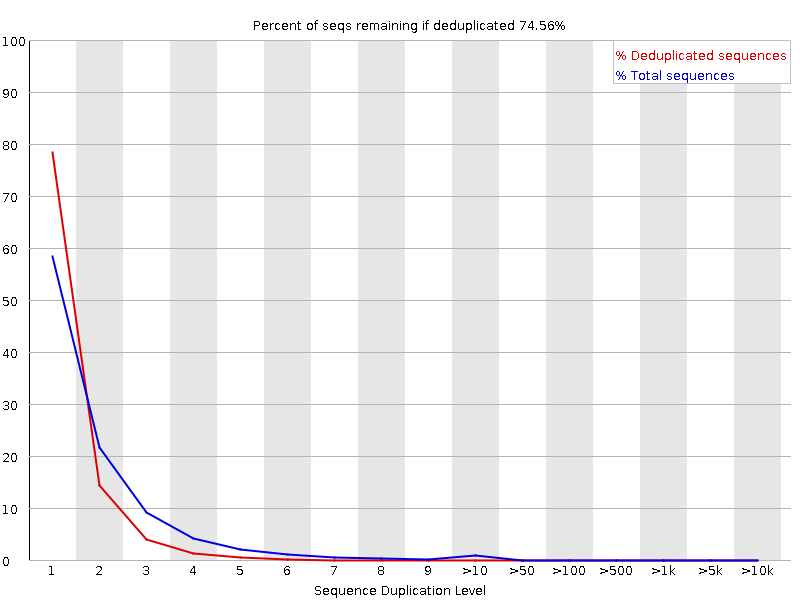 Percent of seqs remaining if deduplicated 74.56%
% Deduplicated sequences
% Total sequences
100
90
80
70
60
50
40
30
20
10
0
1 2 3 4 5 6 7 8 9 >10 >50 >100 >500 >1k >5k >10k
Sequence Duplication Level